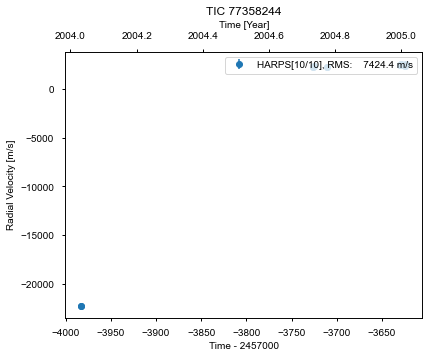 TIC 77358244
Time [Year]
2004.0 2004.2 2004.4 2004.6 2004.8 2005.0
HARPS[10/10], RMS: 7424.4 m/s
0
−5000
−10000
−15000
−20000
Radial Velocity [m/s]
−4000 −3950 −3900 −3850 −3800 −3750 −3700 −3650
Time - 2457000